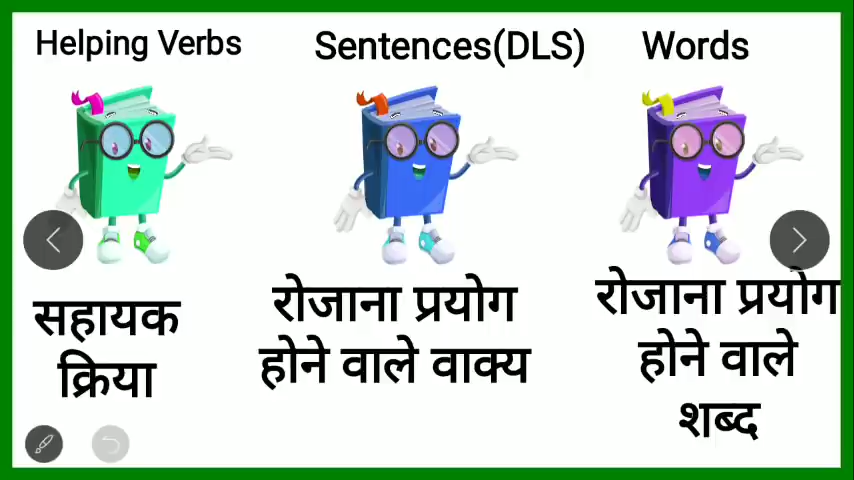 Helping Verbs
Sentences(DLS)
Words
सहायक
क्रिया
रोजाना प्रयोग
होने वाले वाक्य
रोजाना प्रयोग
होने वाले
शब्द